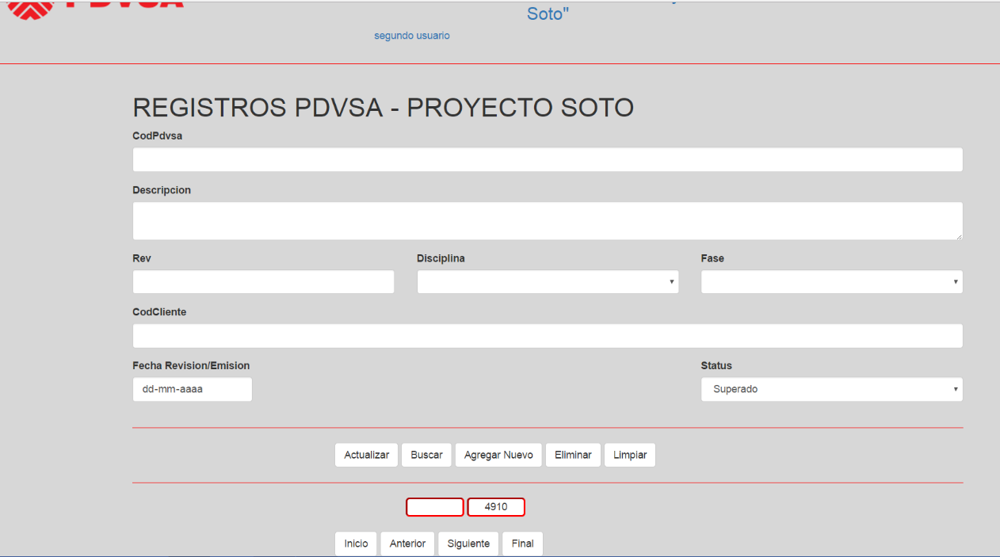 PDVSA
Soto"
segundo usuario
REGISTROS PDVSA - PROYECTO SOTO
CodPdvsa
Descripcion
Rev Disciplina Fase
CodCliente
Fecha Revision/Emision Status
dd-mm-aaaa Superado
Actualizar Buscar Agregar Nuevo Eliminar Limpiar
4910
Inicio Anterior Siguiente Final